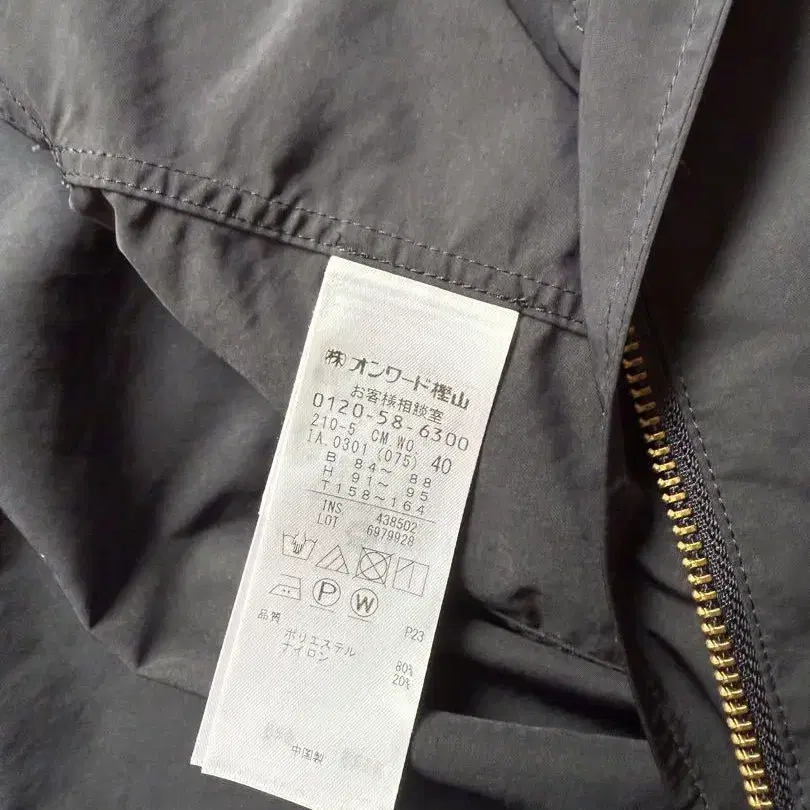 (株)オンワード樫山
お客様相談室
0120-58-6300
210-5 CM WO
IA.0301 (075) 40
B 84〜 88
H 91〜 95
T158〜164
INS 438502
LOT 6979928
P W
品質 P23
ポリエステル 80%
ナイロン 20%
中国製